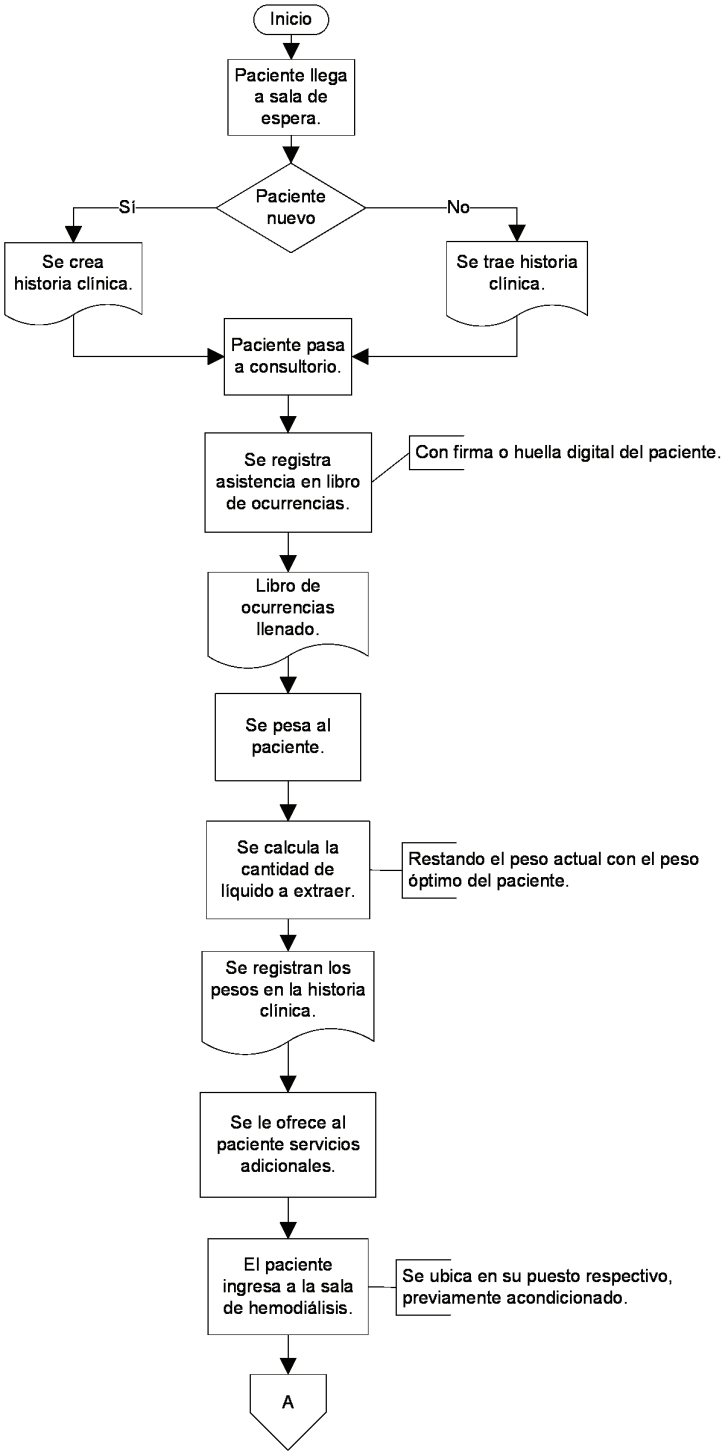 Inicio
Paciente llega
a sala de
espera.
Paciente
nuevo
Sí
No
Se crea
historia clínica.
Se trae historia
clínica.
Paciente pasa
a consultorio.
Se registra
asistencia en libro
de ocurrencias.
Con firma o huella digital del paciente.
Libro de
ocurrencias
llenado.
Se pesa al
paciente.
Se calcula la
cantidad de
líquido a extraer.
Restando el peso actual con el peso
óptimo del paciente.
Se registran los
pesos en la historia
clínica.
Se le ofrece al
paciente servicios
adicionales.
El paciente
ingresa a la sala
de hemodiálisis.
Se ubica en su puesto respectivo,
previamente acondicionado.
A